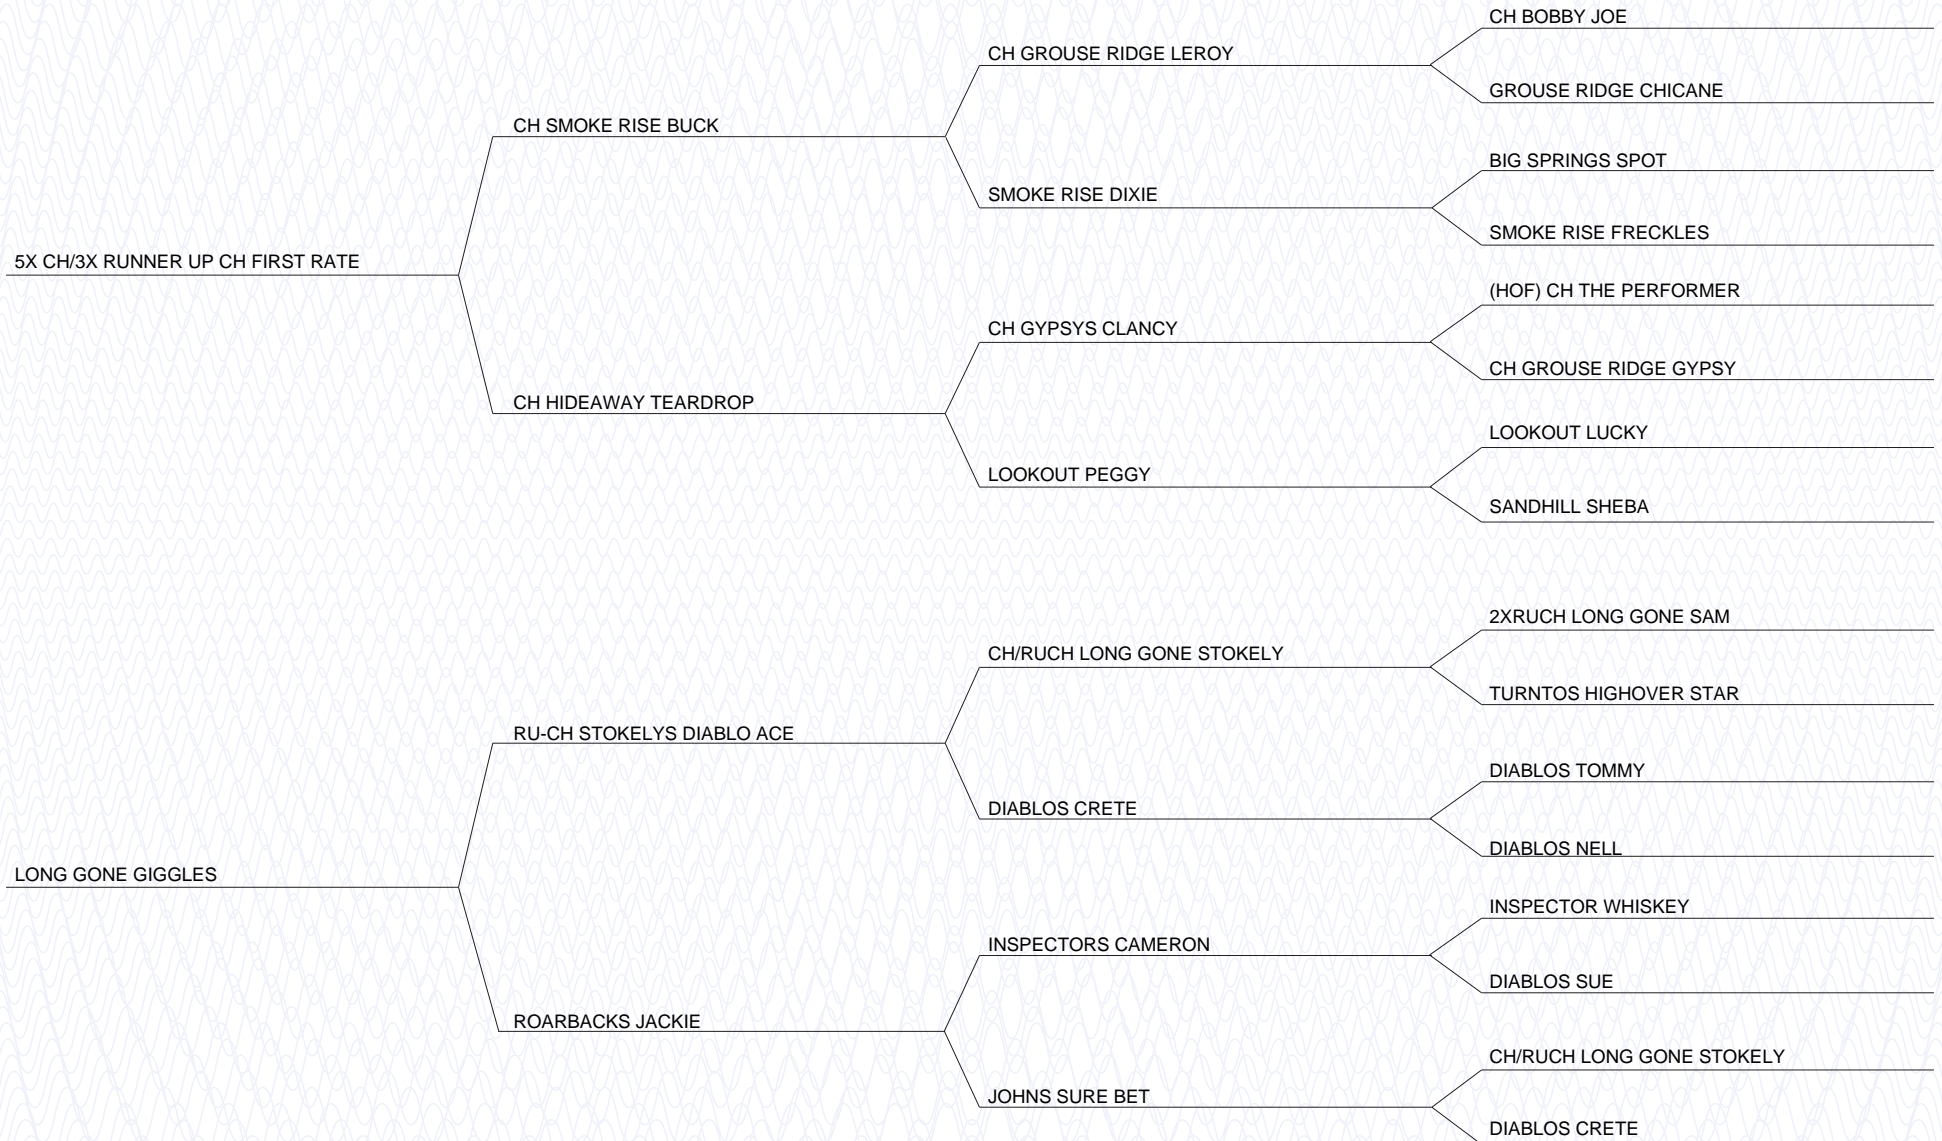 CH BOBBY JOE
CH GROUSE RIDGE LEROY
GROUSE RIDGE CHICANE
CH SMOKE RISE BUCK
BIG SPRINGS SPOT
SMOKE RISE DIXIE
SMOKE RISE FRECKLES
5X CH/3X RUNNER UP CH FIRST RATE
(HOF) CH THE PERFORMER
CH GYPSYS CLANCY
CH GROUSE RIDGE GYPSY
CH HIDEAWAY TEARDROP
LOOKOUT LUCKY
LOOKOUT PEGGY
SANDHILL SHEBA
2XRUCH LONG GONE SAM
CH/RUCH LONG GONE STOKELY
TURNTOS HIGHOVER STAR
RU-CH STOKELYS DIABLO ACE
DIABLOS TOMMY
DIABLOS CRETE
DIABLOS NELL
LONG GONE GIGGLES
INSPECTOR WHISKEY
INSPECTORS CAMERON
DIABLOS SUE
ROARBACKS JACKIE
CH/RUCH LONG GONE STOKELY
JOHNS SURE BET
DIABLOS CRETE